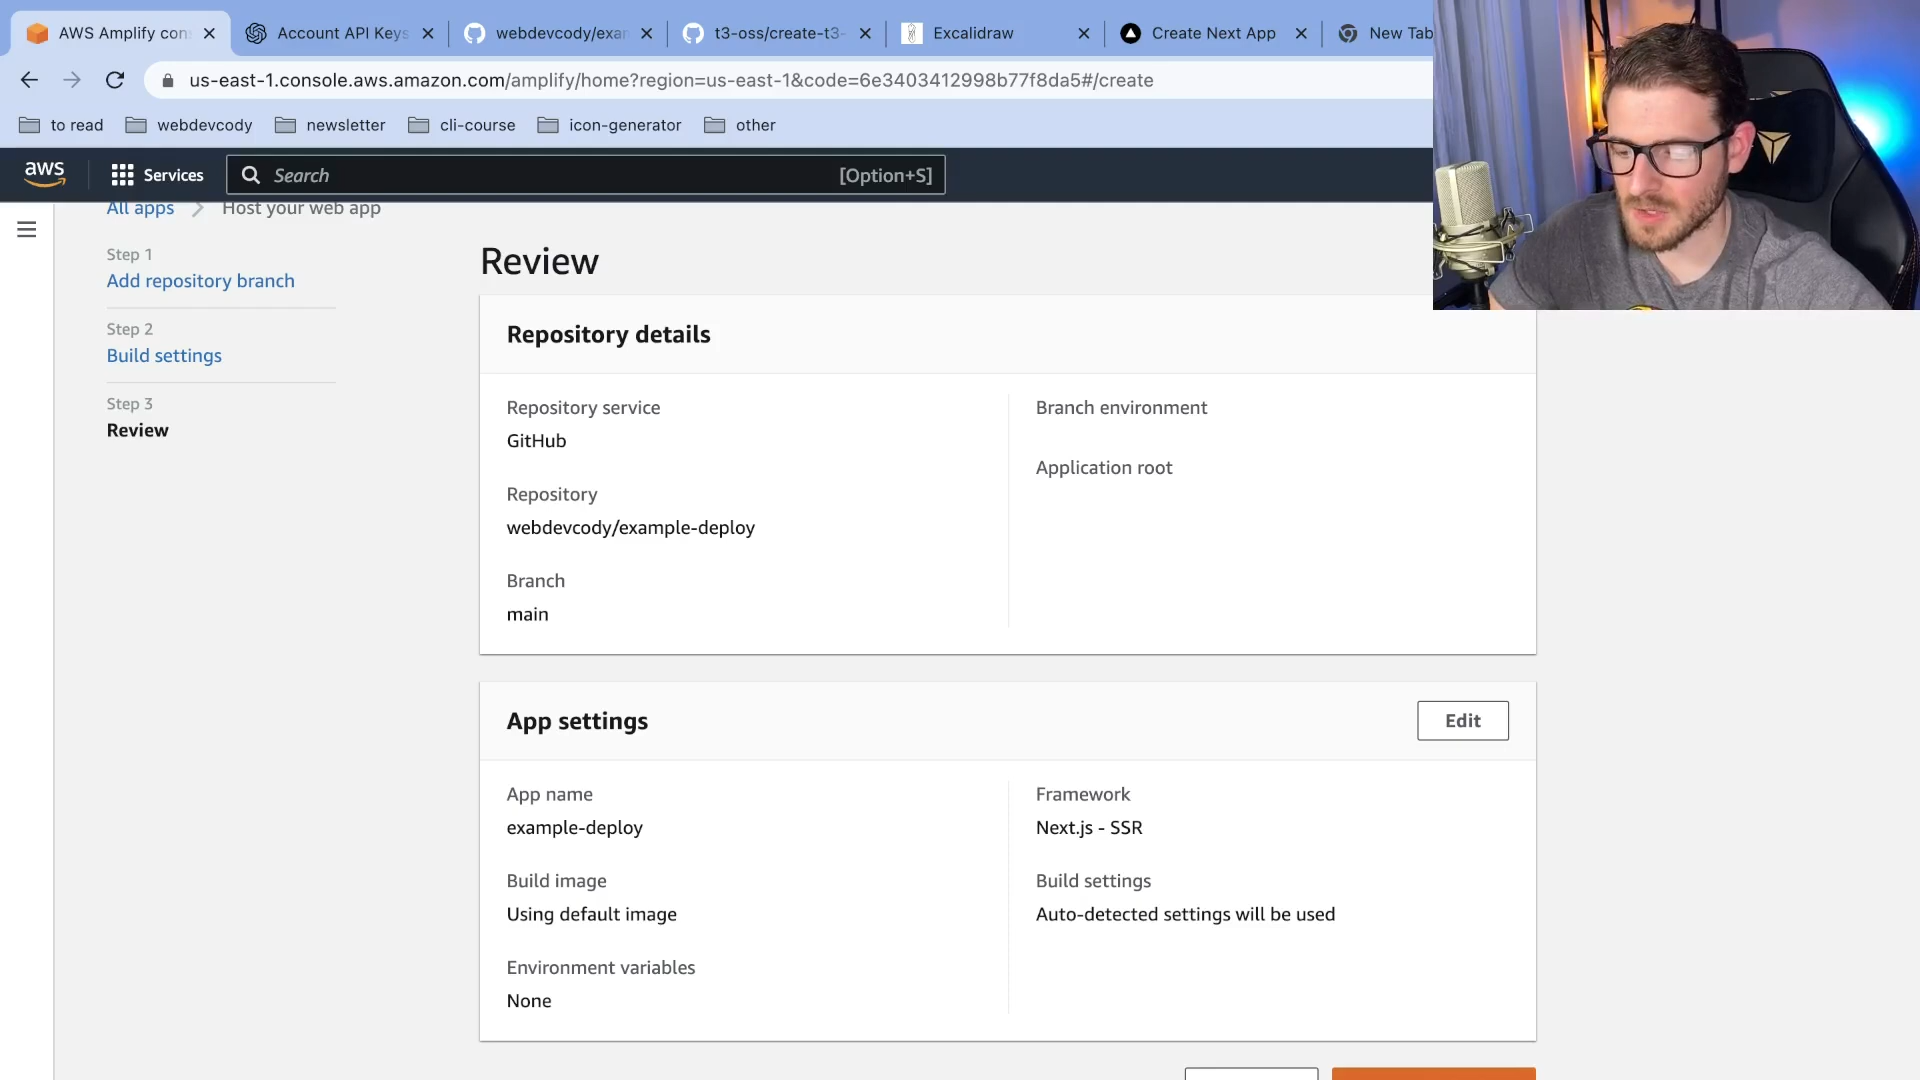 AWS Amplify con
Account API Keys
webdevcody/exam
t3-oss/create-t3-
Excalidraw
Create Next App
New Tab
us-east-1.console.aws.amazon.com/amplify/home?region=us-east-1&code=6e3403412998b77f8da5#/create
to read
webdevcody
newsletter
cli-course
icon-generator
other
aws
Services
Search
[Option+S]
All apps
Host your web app
Step 1
Add repository branch
Step 2
Build settings
Step 3
Review
Review
Repository details
Repository service
GitHub
Repository
webdevcody/example-deploy
Branch
main
Branch environment
Application root
App settings
Edit
App name
example-deploy
Build image
Using default image
Environment variables
None
Framework
Next.js - SSR
Build settings
Auto-detected settings will be used